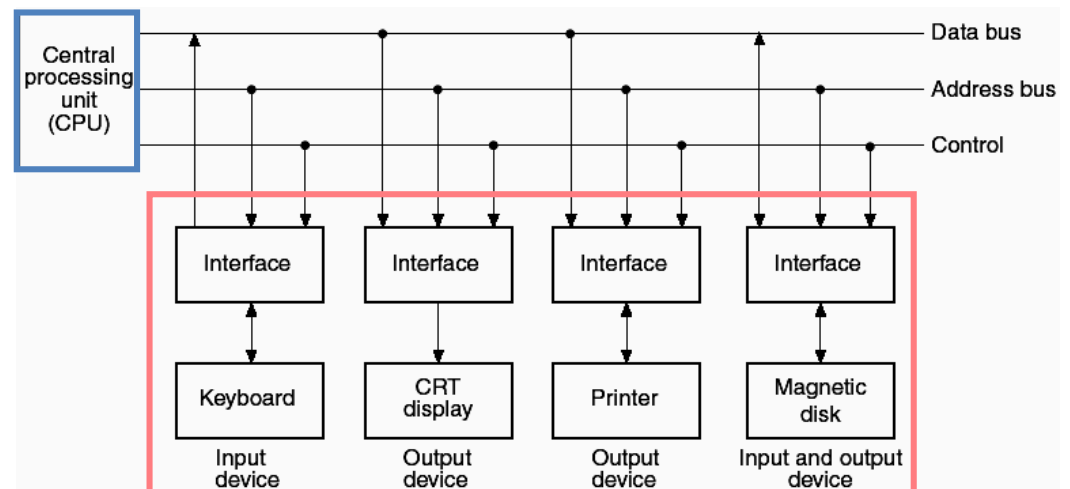 Central
processing
unit
(CPU)
Data bus
Address bus
Control
Interface
Interface
Interface
Interface
Keyboard
CRT
display
Printer
Magnetic
disk
Input
device
Output
device
Output
device
Input and output
device